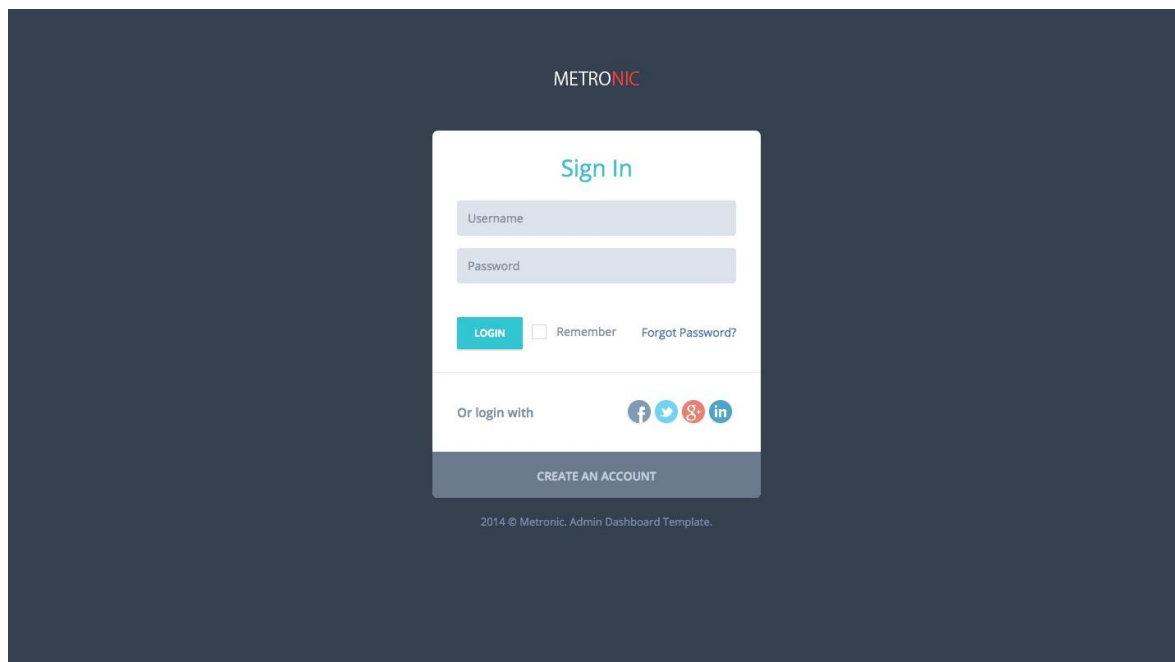 METRONIC
Sign In
Username
Password
LOGIN Remember Forgot Password?
Or login with f g+ in
CREATE AN ACCOUNT
2014 © Metronic. Admin Dashboard Template.